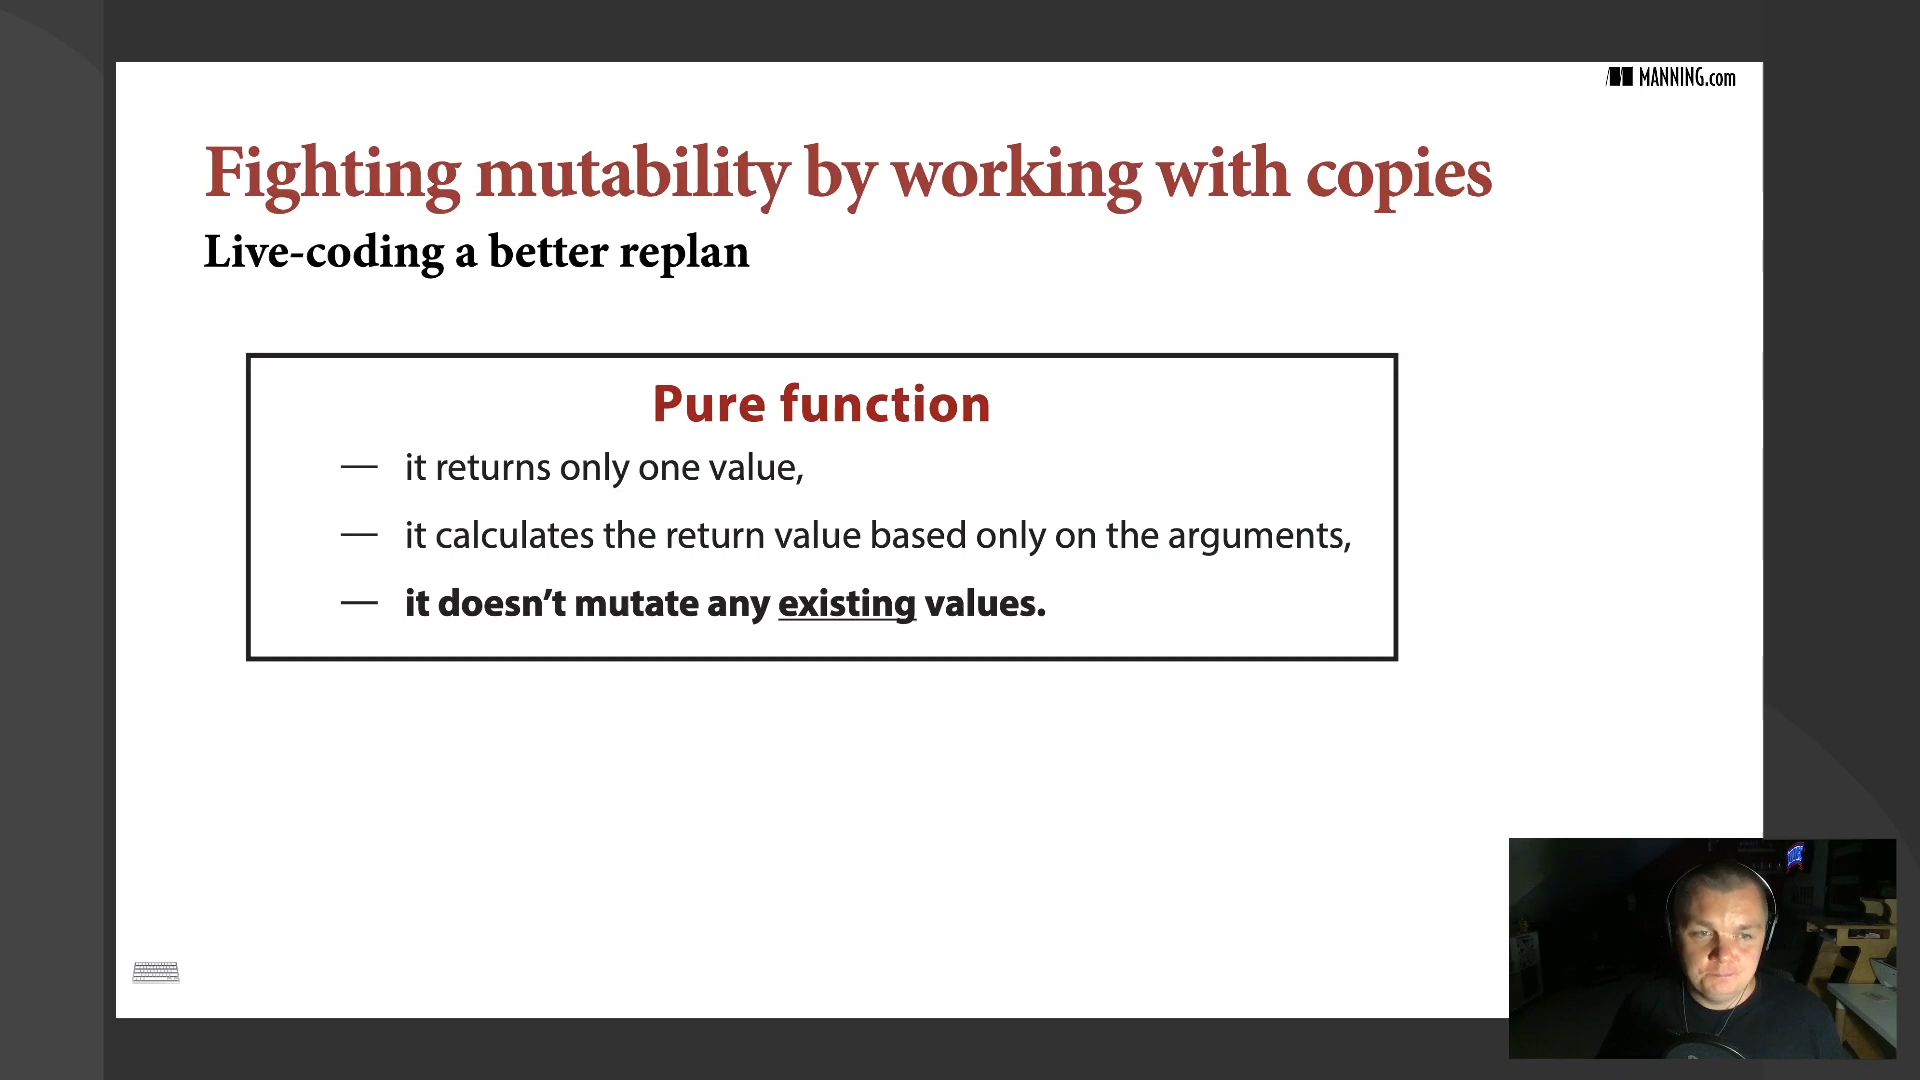 MANNING.com
Fighting mutability by working with copies
Live-coding a better replan
Pure function
— it returns only one value,
— it calculates the return value based only on the arguments,
— it doesn’t mutate any existing values.